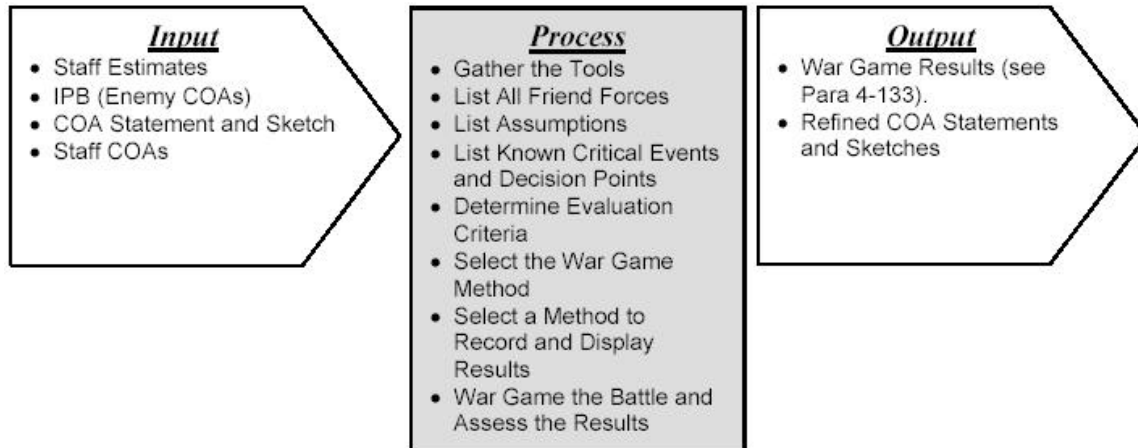 Input
• Staff Estimates
• IPB (Enemy COAs)
• COA Statement and Sketch
• Staff COAs
Process
• Gather the Tools
• List All Friend Forces
• List Assumptions
• List Known Critical Events
and Decision Points
• Determine Evaluation
Criteria
• Select the War Game
Method
• Select a Method to
Record and Display
Results
• War Game the Battle and
Assess the Results
Output
• War Game Results (see
Para 4-133).
• Refined COA Statements
and Sketches